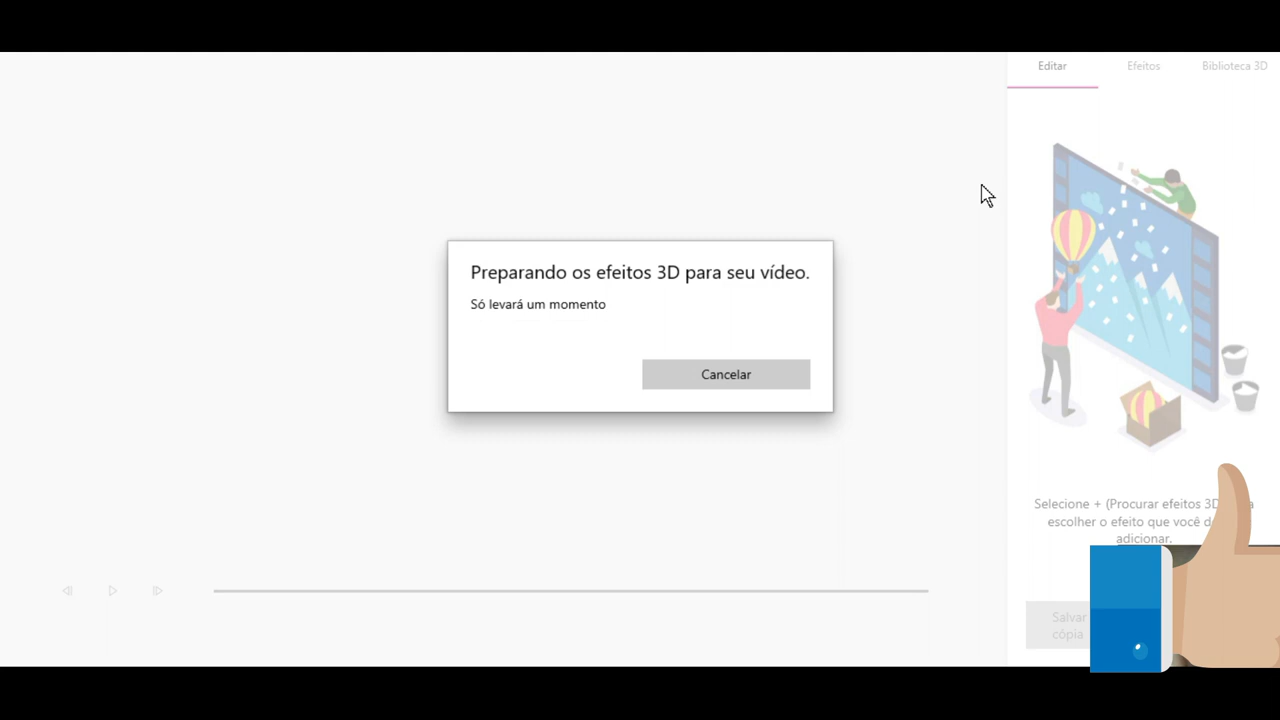 Editar
Efeitos
Biblioteca 3D
Preparando os efeitos 3D para seu vídeo.
Só levará um momento
Cancelar
Selecione + (Procurar efeitos 3D
escolher o efeito que você
adicionar.
Salvar
cópia